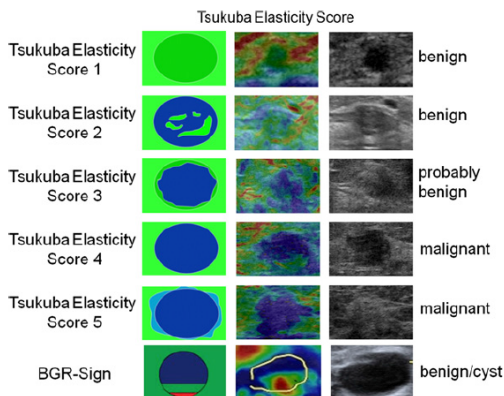 Tsukuba Elasticity Score
Tsukuba Elasticity
Score 1
benign
Tsukuba Elasticity
Score 2
benign
Tsukuba Elasticity
Score 3
probably
benign
Tsukuba Elasticity
Score 4
malignant
Tsukuba Elasticity
Score 5
malignant
BGR-Sign
benign/cyst